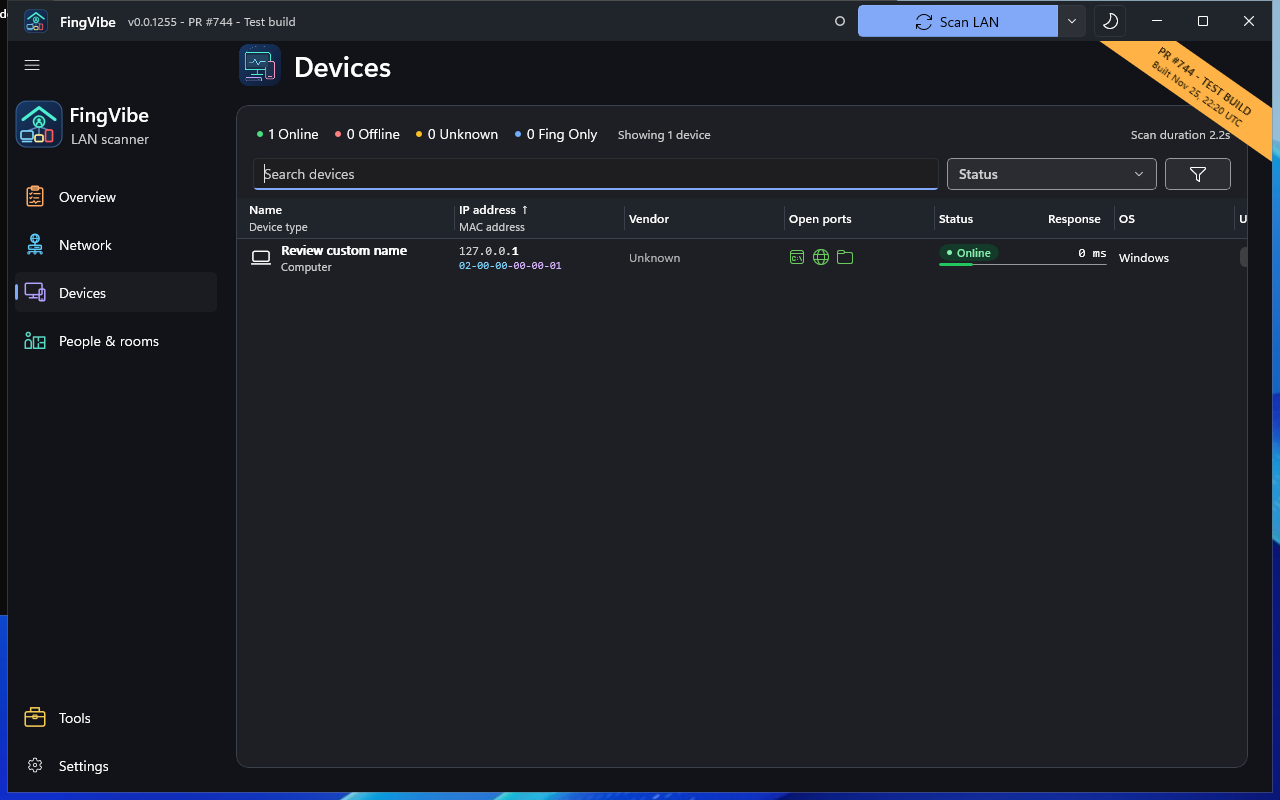 FingVibe v0.0.1255 - PR #744 - Test build
Scan LAN
PR #744 - TEST BUILD
Built Nov 25, 22:20 UTC
FingVibe
LAN scanner
Overview
Network
Devices
People & rooms
Tools
Settings
Devices
1 Online 0 Offline 0 Unknown 0 Fing Only Showing 1 device Scan duration 2.2s
Search devices
Status
Name IP address ↑ Vendor Open ports Status Response OS U
Device type MAC address
Review custom name 127.0.0.1 Unknown Online 0 ms Windows
Computer 02-00-00-00-00-01